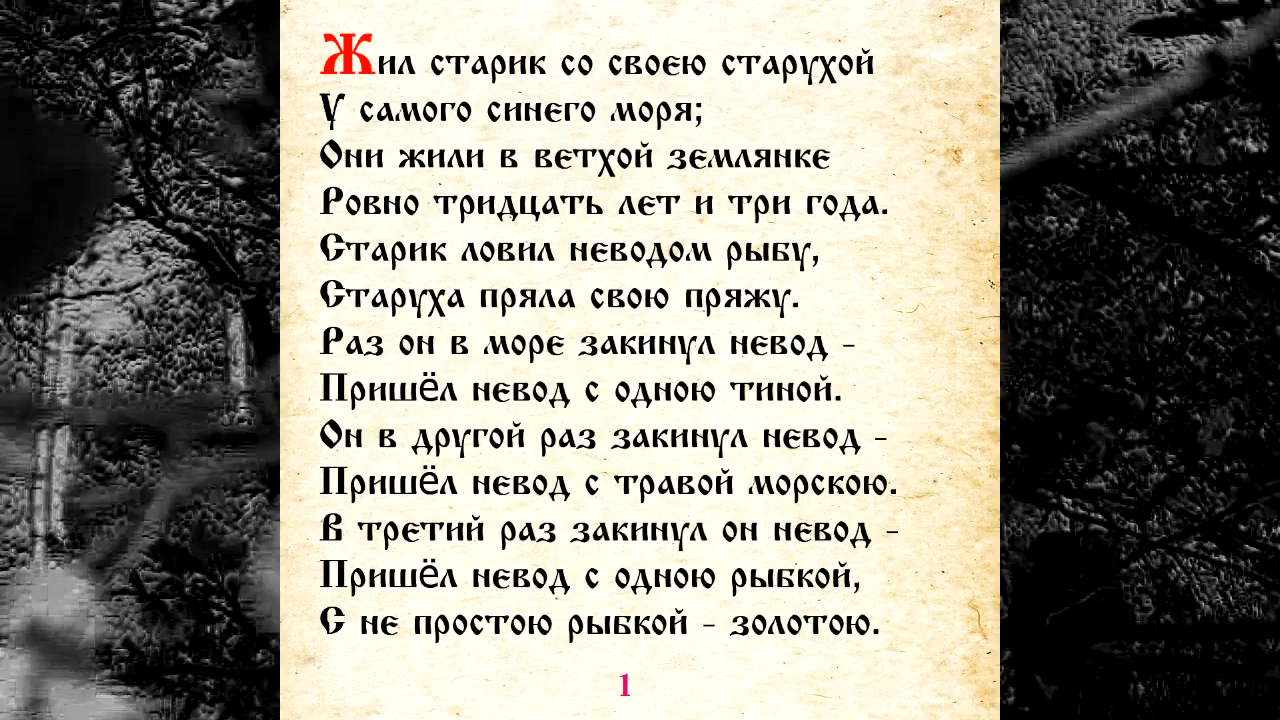 Жил старик со своею старухой
У самого синего моря;
Они жили в ветхой землянке
Ровно тридцать лет и три года.
Старик ловил неводом рыбу,
Старуха пряла свою пряжу.
Раз он в море закинул невод -
Пришёл невод с одною тиной.
Он в другой раз закинул невод -
Пришёл невод с травой морскою.
В третий раз закинул он невод -
Пришёл невод с одною рыбкой,
С не простою рыбкой - золотою.
1